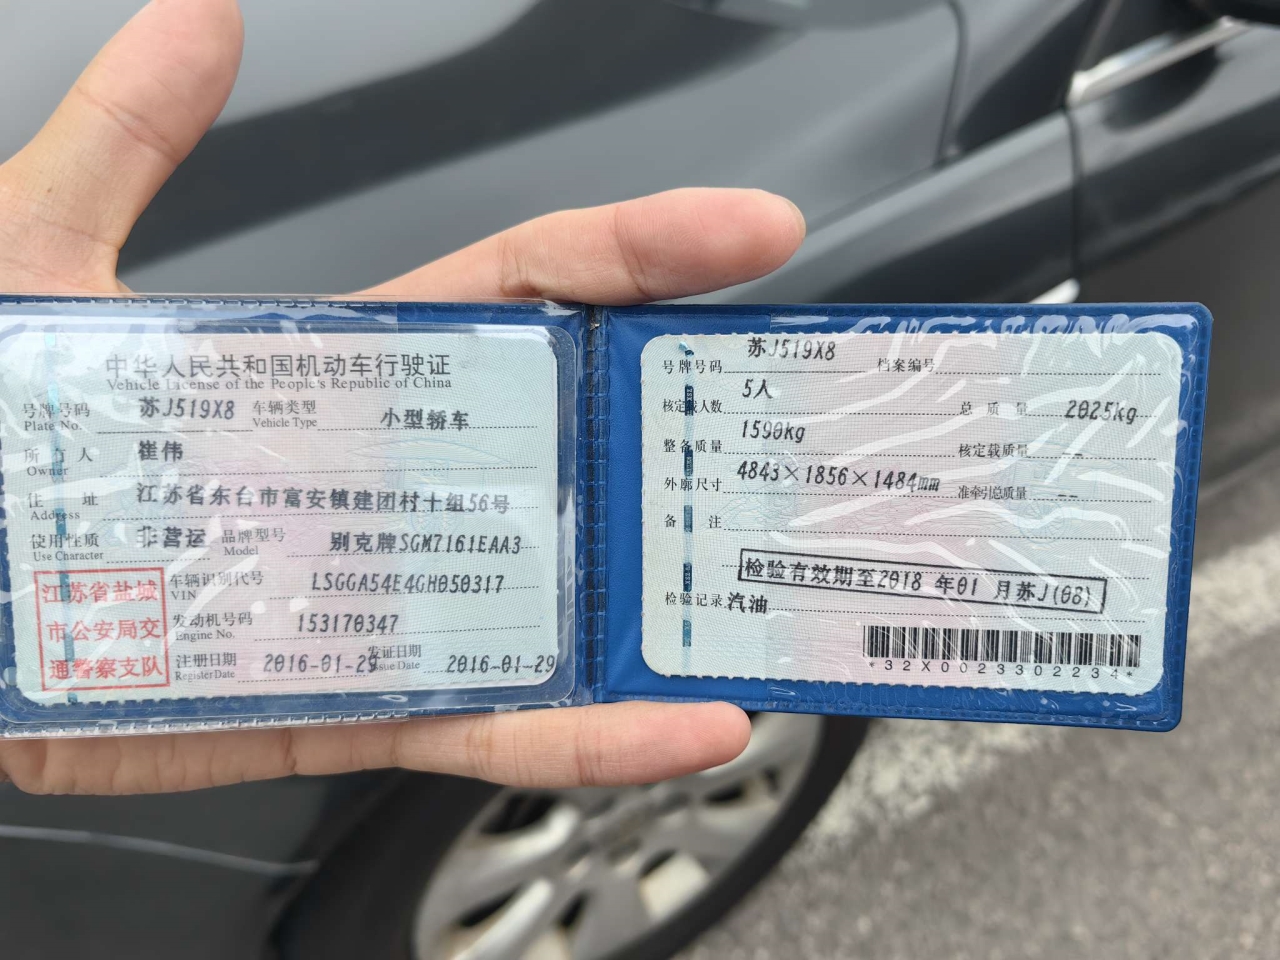 中华人民共和国机动车行驶证
Vehicle License of the People's Republic of China
号牌号码 苏J519X8 车辆类型 小型轿车
Plate No. Vehicle Type
所有人 崔伟
Owner
住址 江苏省东台市富安镇建团村十组56号
Address
使用性质 非营运 品牌型号 别克牌SGM7161EAA3
Use Character Model
江苏省盐城
市公安局交
通警察支队
车辆识别代号 LSGGA54E4GH050317
VIN
发动机号码 153170347
Engine No.
注册日期 2016-01-29 发证日期 2016-01-29
Register Date Issue Date
号牌号码 苏J519X8 档案编号
核定载人数 5人 总质量 2025kg
整备质量 1590kg 核定载质量 --
外廓尺寸 4843×1856×1484mm 准牵引总质量 --
备注
检验有效期至2018 年01 月苏J(08)
检验记录 汽油
*32X0023302234*